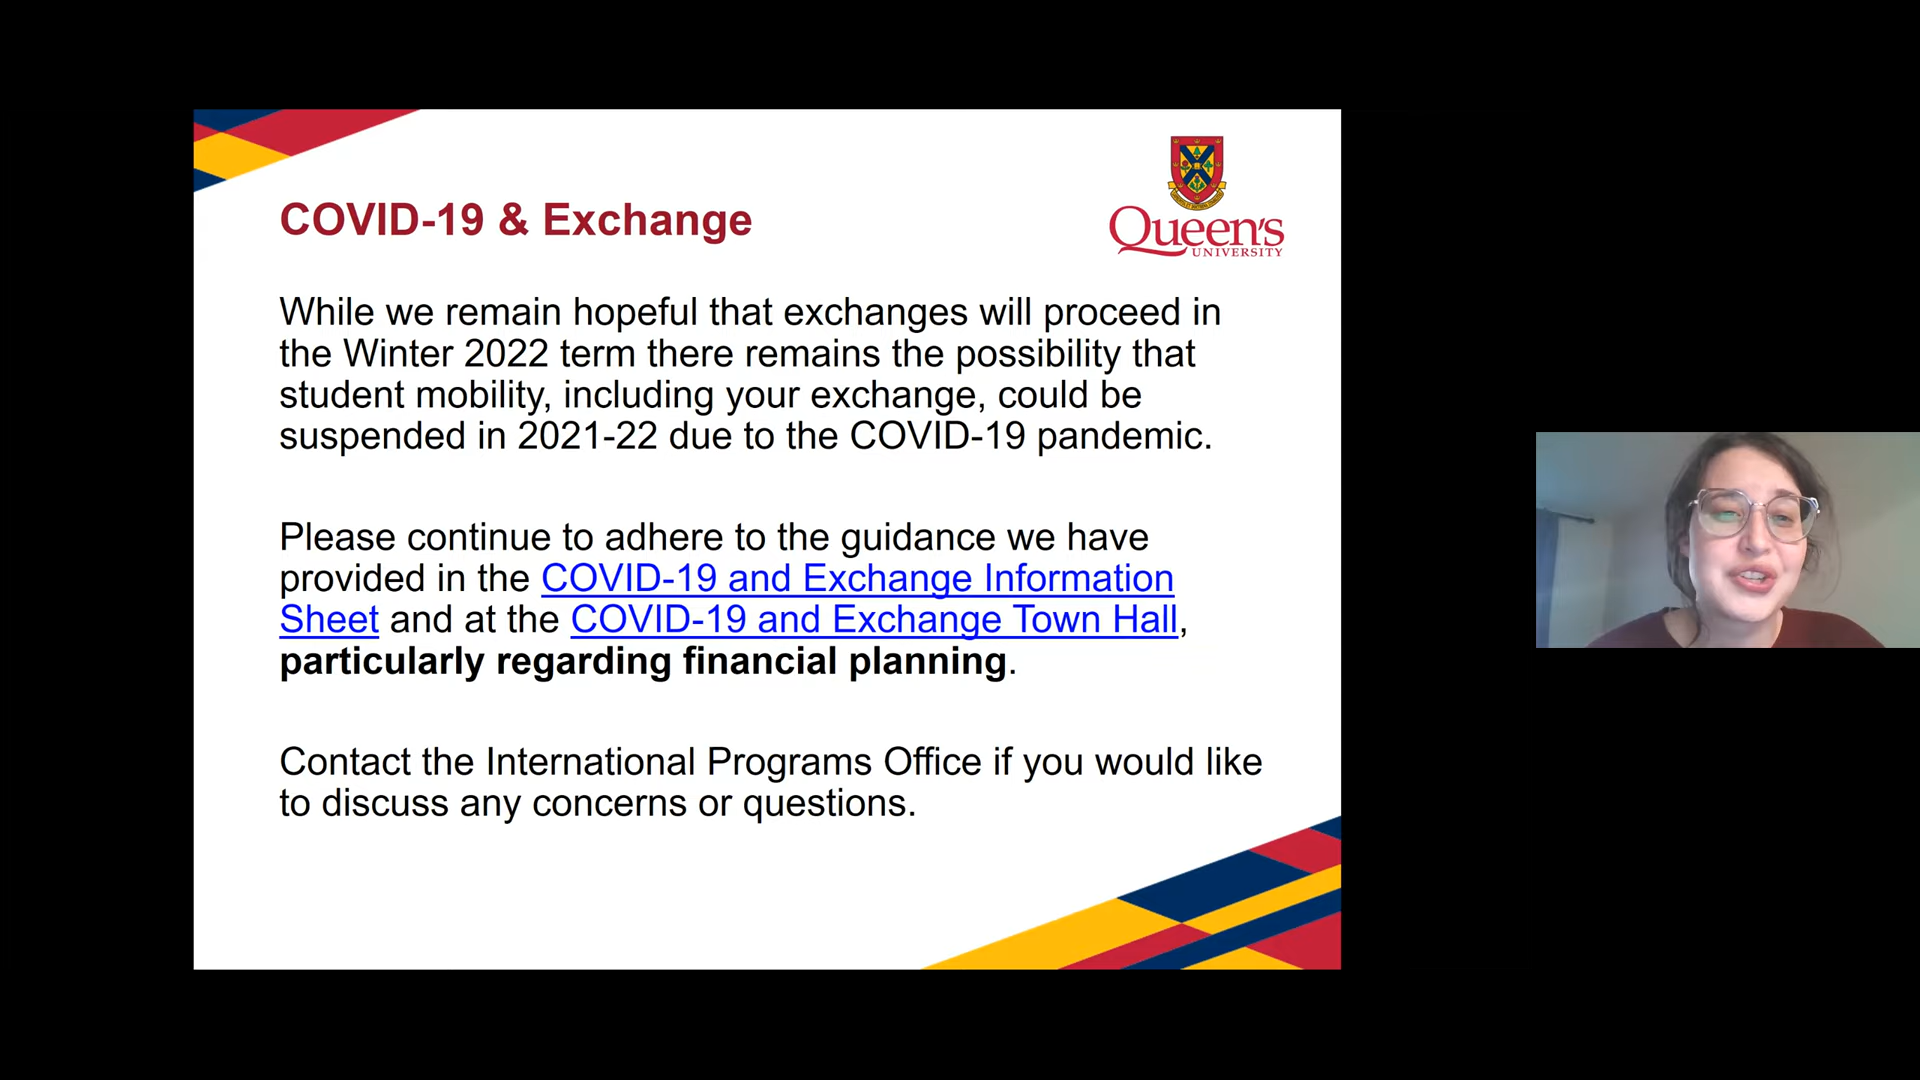 COVID-19 & Exchange
Queen's
UNIVERSITY
While we remain hopeful that exchanges will proceed in
the Winter 2022 term there remains the possibility that
student mobility, including your exchange, could be
suspended in 2021-22 due to the COVID-19 pandemic.
Please continue to adhere to the guidance we have
provided in the COVID-19 and Exchange Information
Sheet and at the COVID-19 and Exchange Town Hall,
particularly regarding financial planning.
Contact the International Programs Office if you would like
to discuss any concerns or questions.